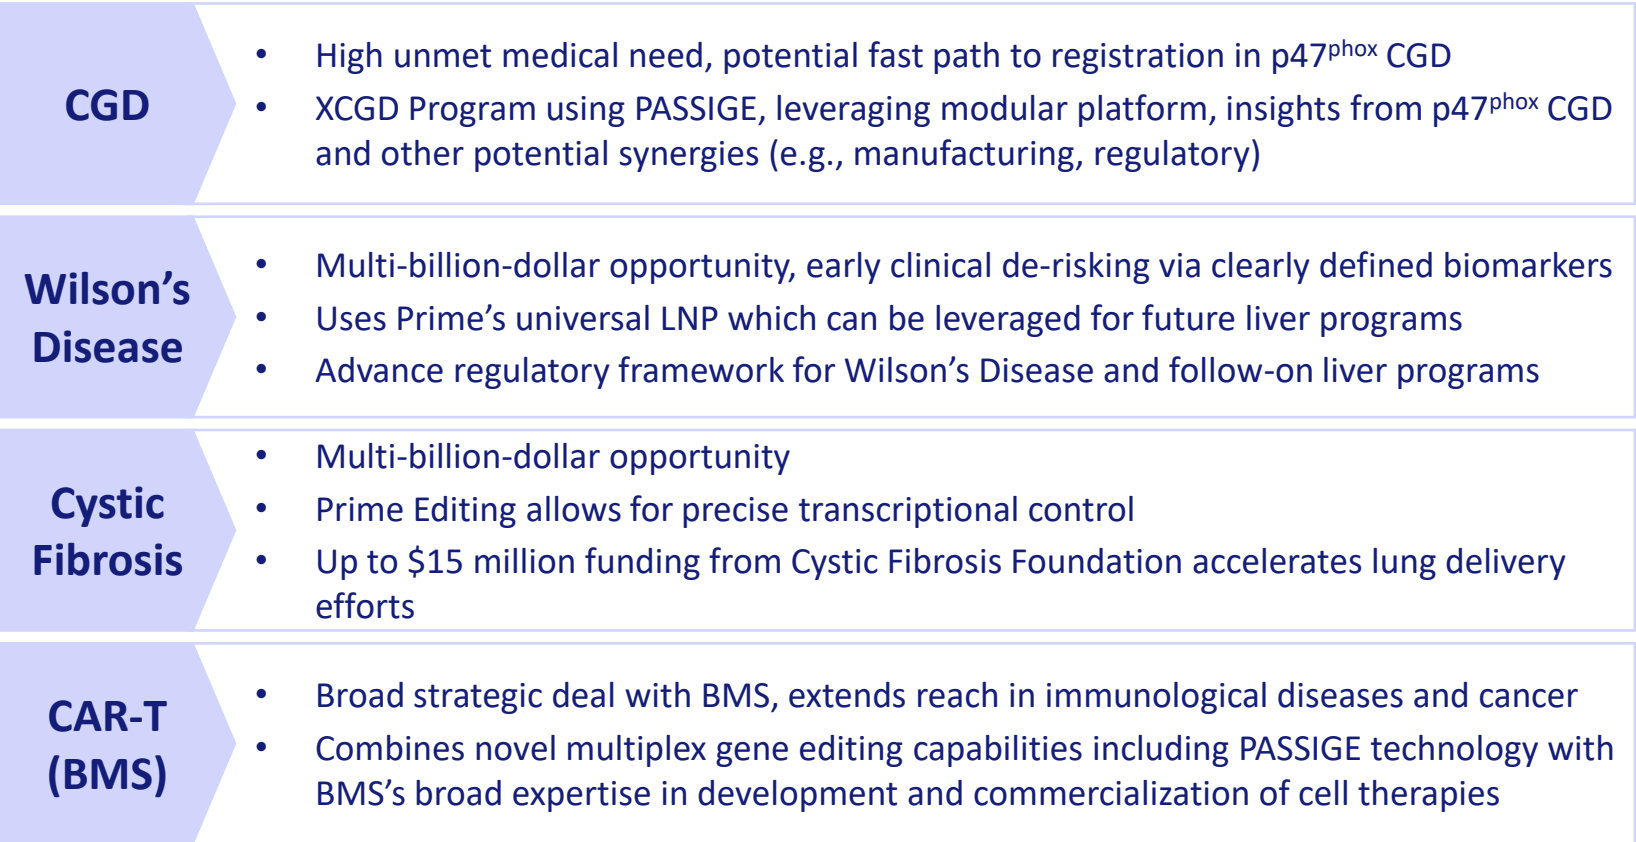 CGD
• High unmet medical need, potential fast path to registration in p47phox CGD
• XCGD Program using PASSIGE, leveraging modular platform, insights from p47phox CGD
and other potential synergies (e.g., manufacturing, regulatory)
Wilson’s
Disease
• Multi-billion-dollar opportunity, early clinical de-risking via clearly defined biomarkers
• Uses Prime’s universal LNP which can be leveraged for future liver programs
• Advance regulatory framework for Wilson’s Disease and follow-on liver programs
Cystic
Fibrosis
• Multi-billion-dollar opportunity
• Prime Editing allows for precise transcriptional control
• Up to $15 million funding from Cystic Fibrosis Foundation accelerates lung delivery
efforts
CAR-T
(BMS)
• Broad strategic deal with BMS, extends reach in immunological diseases and cancer
• Combines novel multiplex gene editing capabilities including PASSIGE technology with
BMS’s broad expertise in development and commercialization of cell therapies